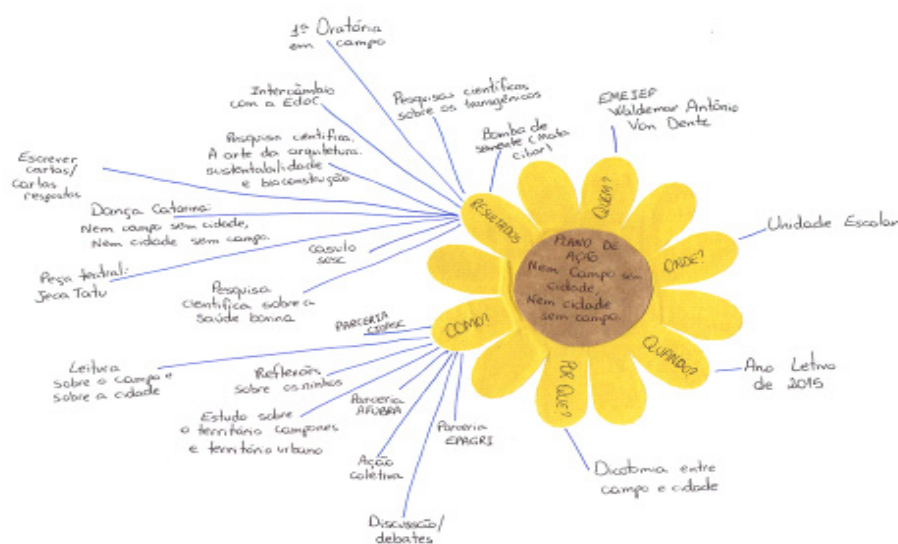 1ª Oratória
em campo
Intercâmbio
com a EdoC
Pesquisas científicas
sobre os transgênicos
Bomba de
semente (Mata
ciliar)
Pesquisa científica.
A arte da arquitetura.
sustentabilidade
e bioconstrução
Escrever
cartas/
cartas
respostas
Dança Catarina:
Nem campo sem cidade,
Nem cidade sem campo.
Casulo
SESC
Peça teatral:
Jeca Tatu
Pesquisa
científica sobre a
saúde bovina
RESULTADOS
EMEIEF
Waldemar Antônio
Von Dentz
QUEM?
PLANO DE
AÇÃO
Nem Campo sem
cidade,
Nem cidade
sem campo.
ONDE?
Unidade Escolar
QUANDO?
Ano Letivo
de 2015
POR QUE?
Dicotomia entre
campo e cidade
COMO?
PARCERIA
CIDASC
Leitura
sobre o campo e
sobre a cidade
Reflexões
sobre os ninhos
Estudo sobre
o território campones
e território urbano
Parceria
AFUBRA
Ação
coletiva
Parceria
EPAGRI
Discussão/
debates